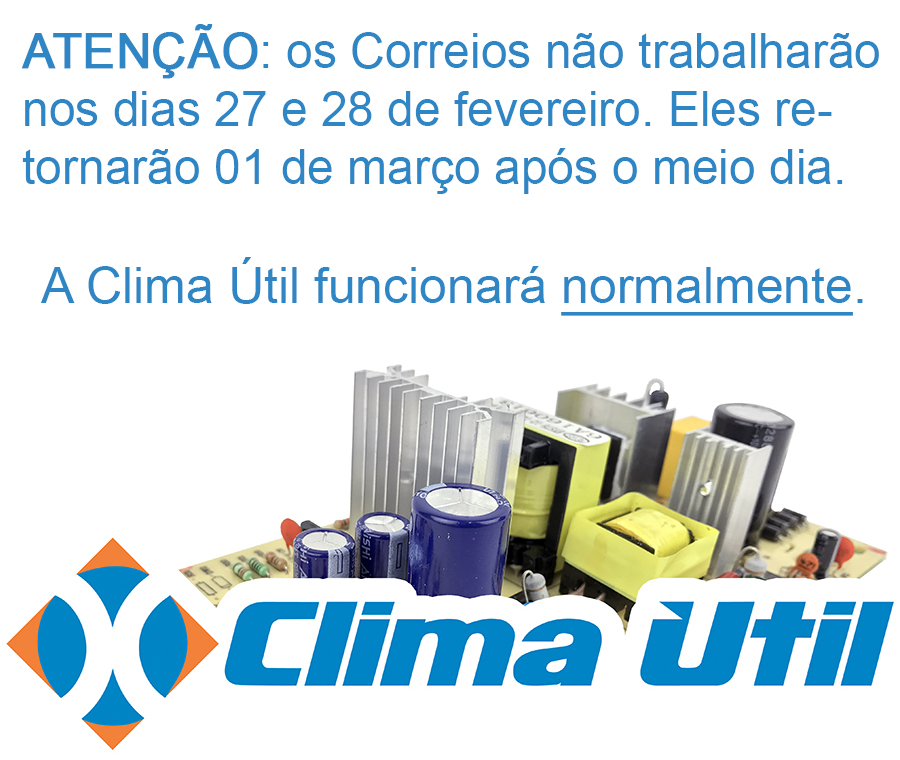 ATENÇÃO: os Correios não trabalharão
nos dias 27 e 28 de fevereiro. Eles re-
tornarão 01 de março após o meio dia.
A Clima Útil funcionará normalmente.
Clima Útil